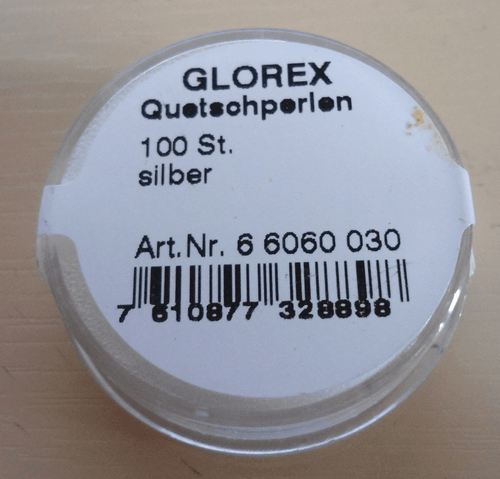 GLOREX
Quetschperlen
100 St.
silber
Art.Nr. 6 6060 030
7 610877 328898